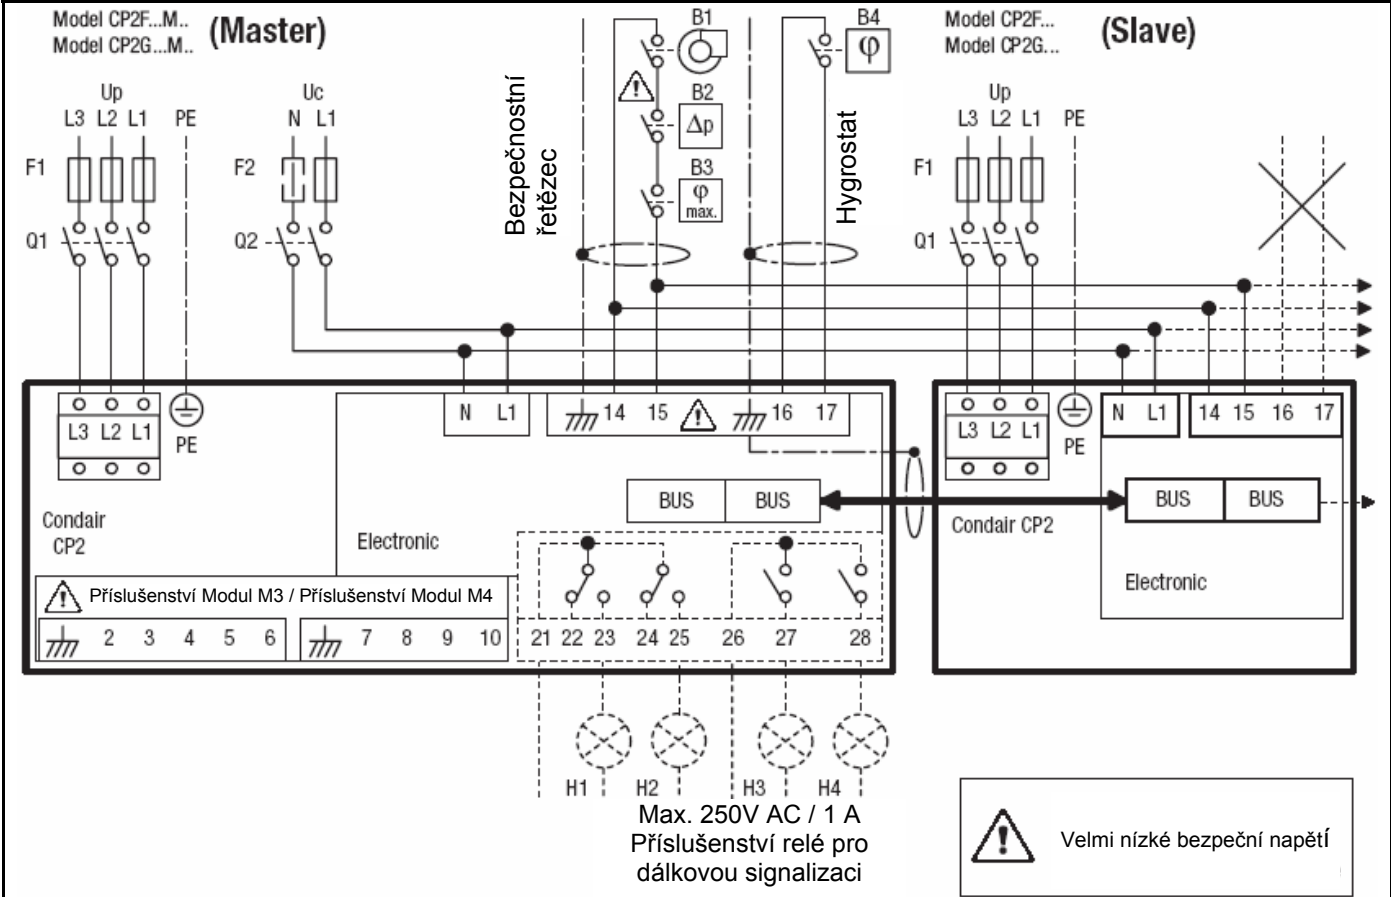 Model CP2F...M..
Model CP2G...M..
(Master)
B1
B4
φ
Model CP2F...
Model CP2G...
(Slave)
Up
L3 L2 L1 PE
Uc
N L1
Bezpečnostní
řetězec
B2
Δp
B3
φ
max.
Hygrostat
Up
L3 L2 L1 PE
F1
F2
F1
Q1
Q2
Q1
L3 L2 L1
PE
N L1
14 15
16 17
L3 L2 L1
PE
N L1
14 15 16 17
BUS BUS
BUS BUS
Condair
CP2
Electronic
Condair CP2
Electronic
Příslušenství Modul M3 / Příslušenství Modul M4
2 3 4 5 6
7 8 9 10
21 22 23 24 25 26 27 28
H1 H2 H3 H4
Max. 250V AC / 1 A
Příslušenství relé pro
dálkovou signalizaci
Velmi nízké bezpeční napětí